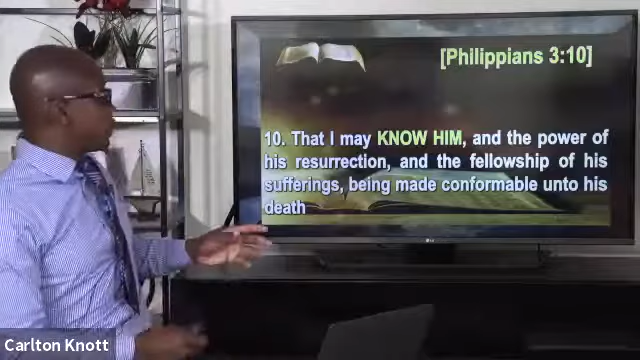 [Philippians 3:10]
10. That I may KNOW HIM, and the power of
his resurrection, and the fellowship of his
sufferings, being made conformable unto his
death
LG
Carlton Knott